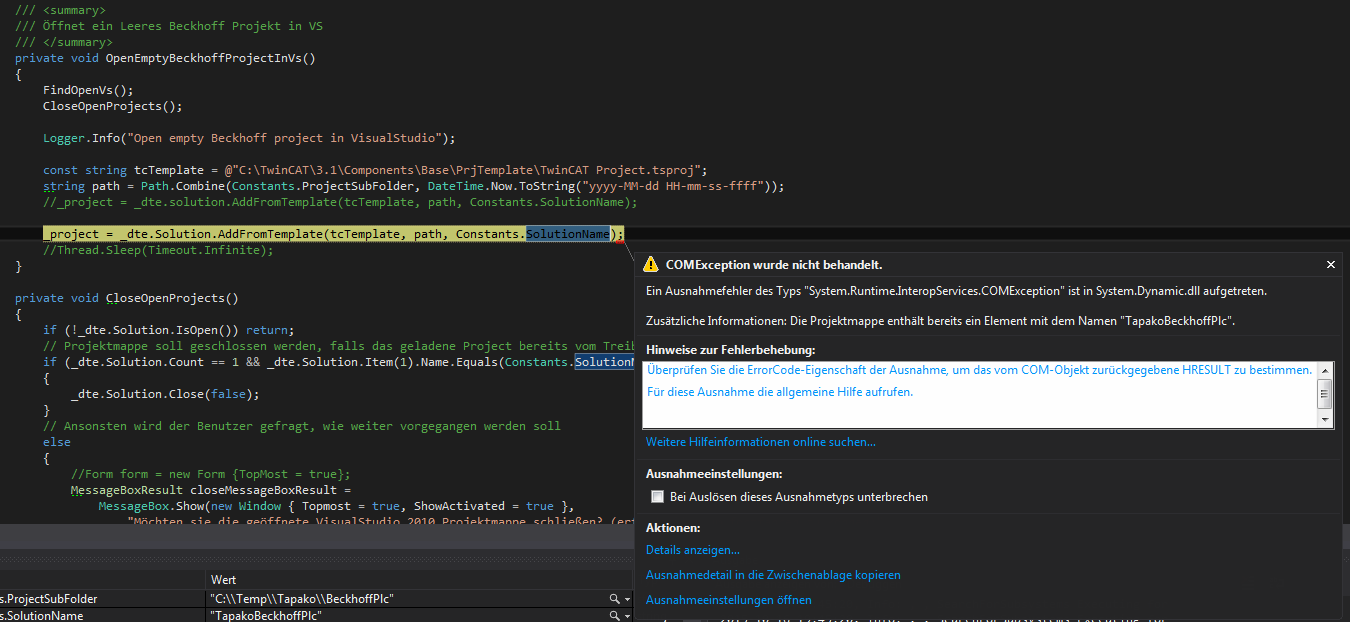 /// <summary>
/// Öffnet ein Leeres Beckhoff Projekt in VS
/// </summary>
private void OpenEmptyBeckhoffProjectInVs()
{
FindOpenVs();
CloseOpenProjects();
Logger.Info("Open empty Beckhoff project in VisualStudio");
const string tcTemplate = @"C:\TwinCAT\3.1\Components\Base\PrjTemplate\TwinCAT Project.tsproj";
string path = Path.Combine(Constants.ProjectSubFolder, DateTime.Now.ToString("yyyy-MM-dd HH-mm-ss-ffff"));
//_project = _dte.solution.AddFromTemplate(tcTemplate, path, Constants.SolutionName);
_project = _dte.Solution.AddFromTemplate(tcTemplate, path, Constants.SolutionName);
//Thread.Sleep(Timeout.Infinite);
}
private void CloseOpenProjects()
{
if (!_dte.Solution.IsOpen()) return;
// Projektmappe soll geschlossen werden, falls das geladene Project bereits vom Treib
if (_dte.Solution.Count == 1 && _dte.Solution.Item(1).Name.Equals(Constants.SolutionN
{
_dte.Solution.Close(false);
}
// Ansonsten wird der Benutzer gefragt, wie weiter vorgegangen werden soll
else
{
//Form form = new Form {TopMost = true};
MessageBoxResult closeMessageBoxResult =
MessageBox.Show(new Window { Topmost = true, ShowActivated = true },
"Möchten sie die geöffnete VisualStudio 2010 Projektmappe schließen? (er
COMException wurde nicht behandelt.
Ein Ausnahmefehler des Typs "System.Runtime.InteropServices.COMException" ist in System.Dynamic.dll aufgetreten.
Zusätzliche Informationen: Die Projektmappe enthält bereits ein Element mit dem Namen "TapakoBeckhoffPlc".
Hinweise zur Fehlerbehebung:
Überprüfen Sie die ErrorCode-Eigenschaft der Ausnahme, um das vom COM-Objekt zurückgegebene HRESULT zu bestimmen.
Für diese Ausnahme die allgemeine Hilfe aufrufen.
Weitere Hilfeinformationen online suchen...
Ausnahmeeinstellungen:
Bei Auslösen dieses Ausnahmetyps unterbrechen
Aktionen:
Details anzeigen...
Ausnahmedetail in die Zwischenablage kopieren
Ausnahmeeinstellungen öffnen
Wert
s.ProjectSubFolder "C:\\Temp\\Tapako\\BeckhoffPlc"
s.SolutionName "TapakoBeckhoffPlc"